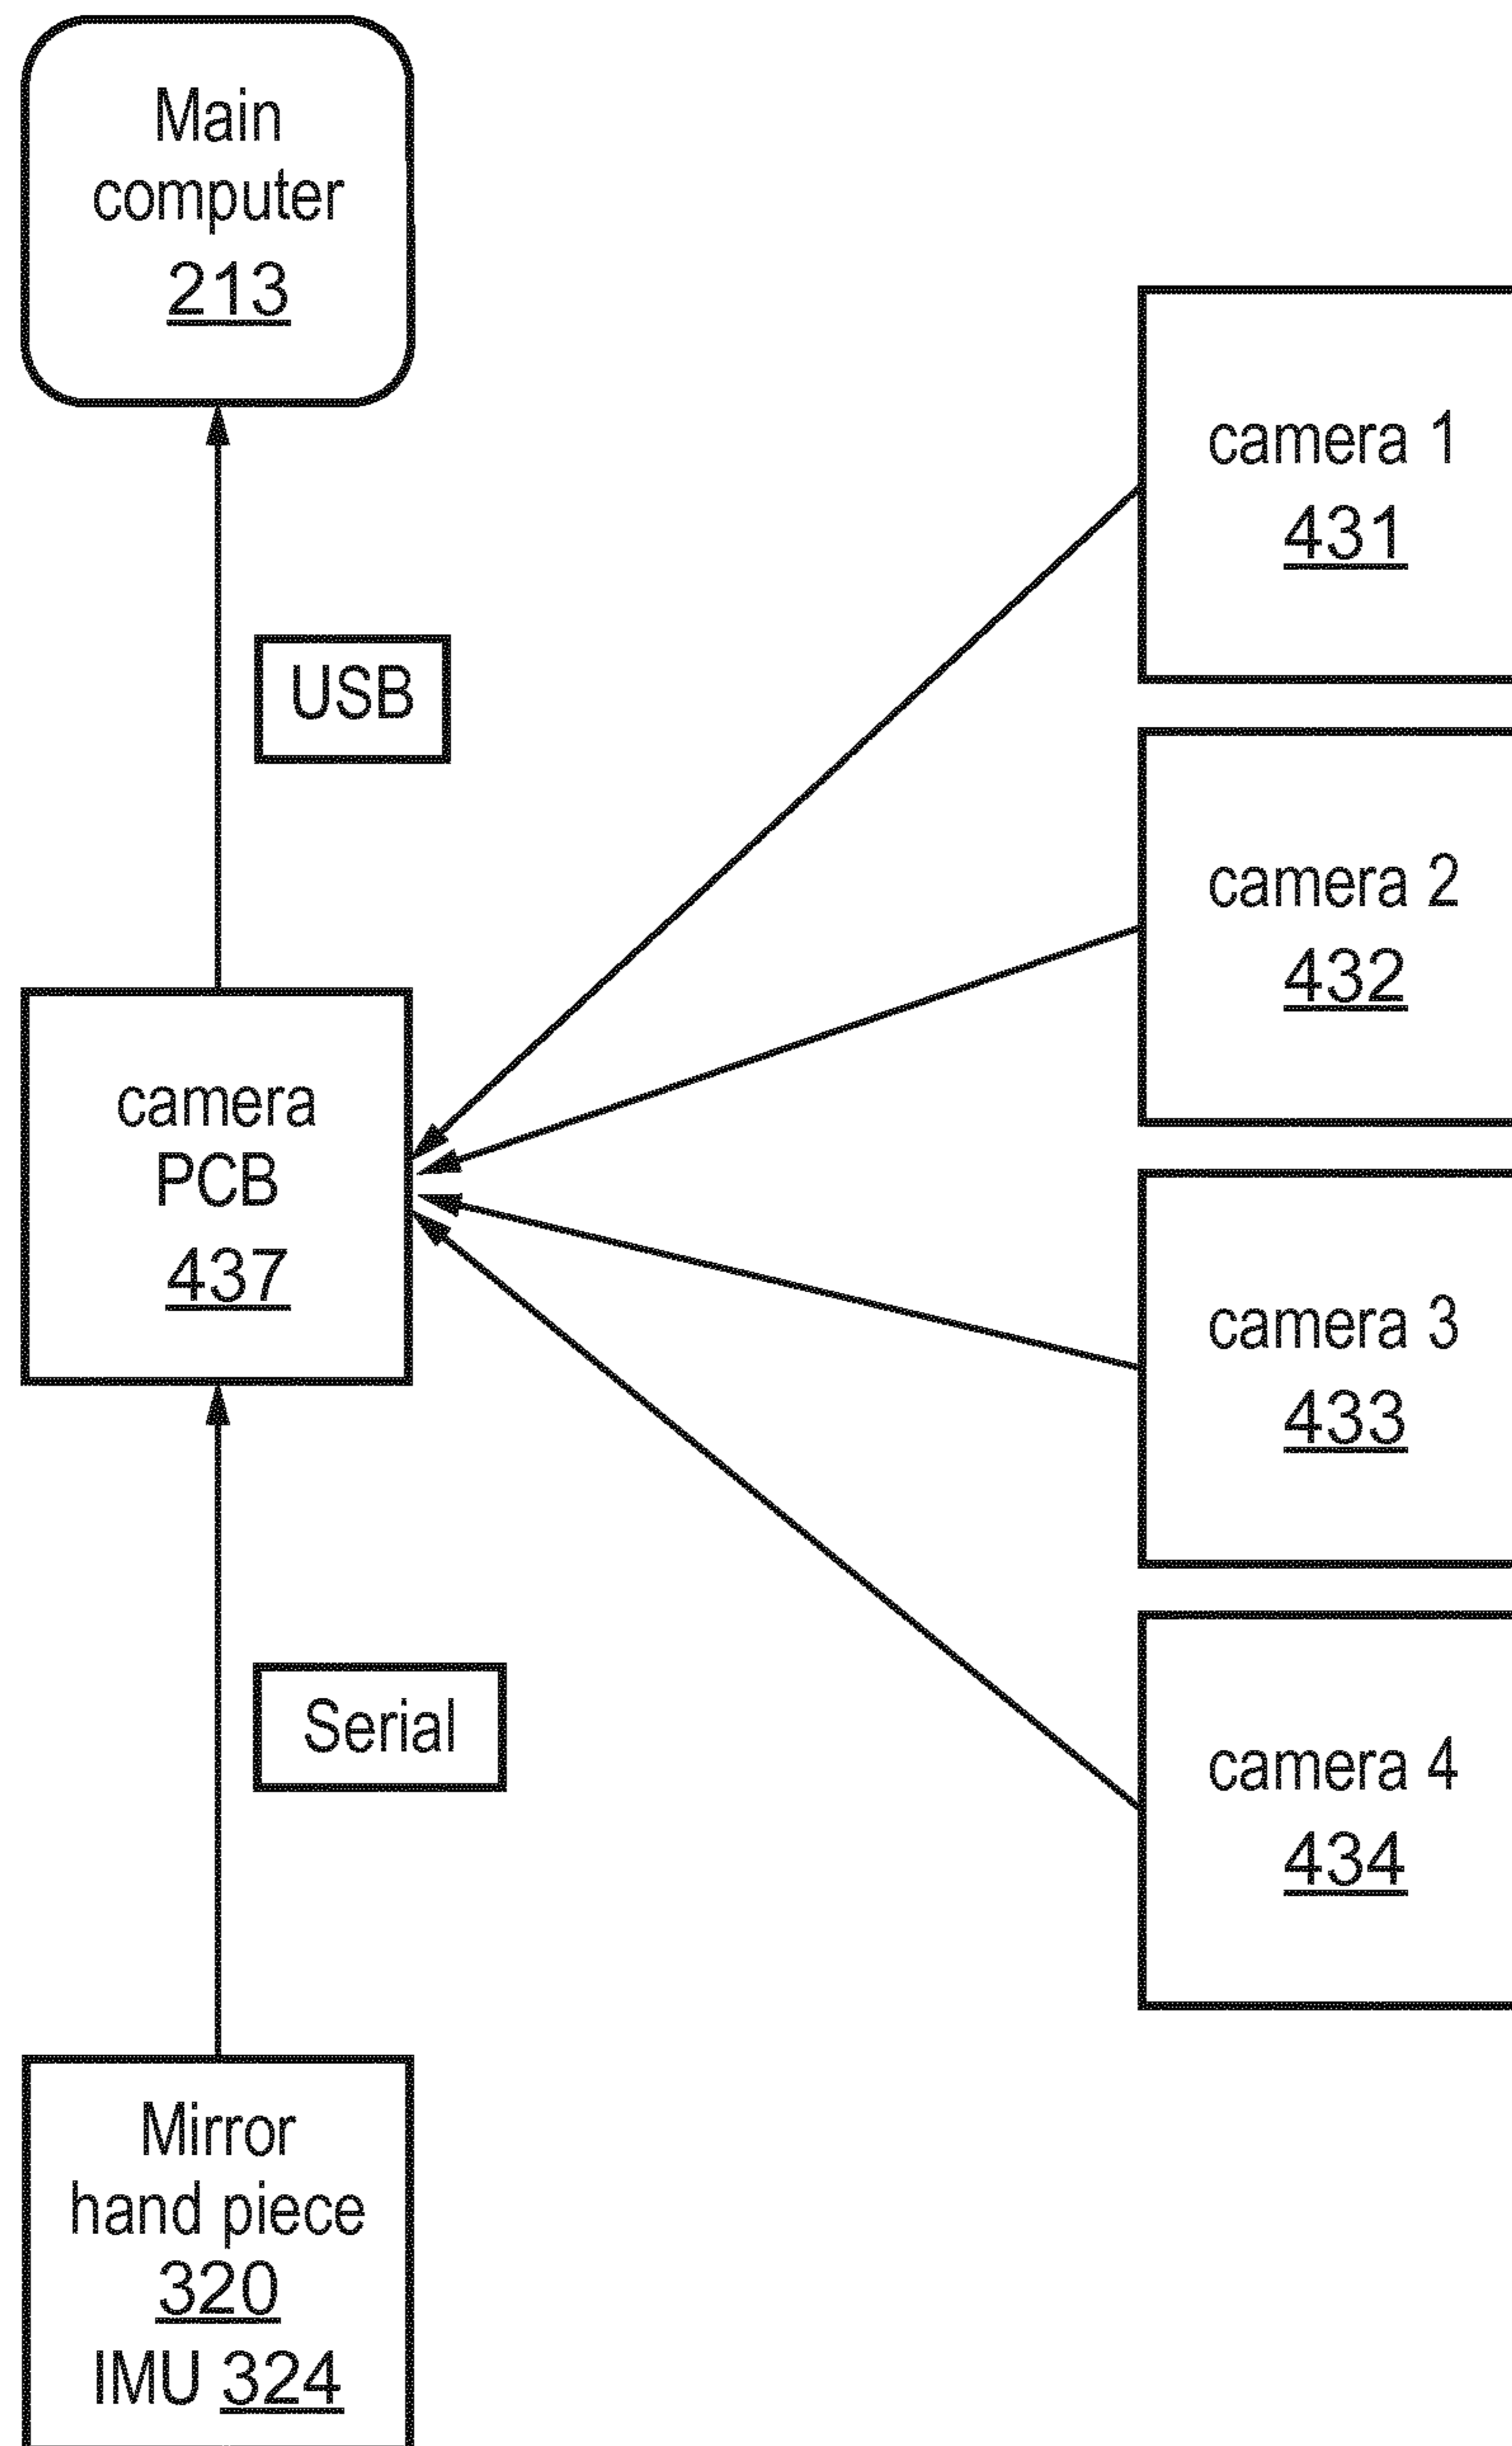 Main
computer
213
USB
camera
PCB
437
Serial
Mirror
hand piece
320
IMU 324
camera 1
431
camera 2
432
camera 3
433
camera 4
434